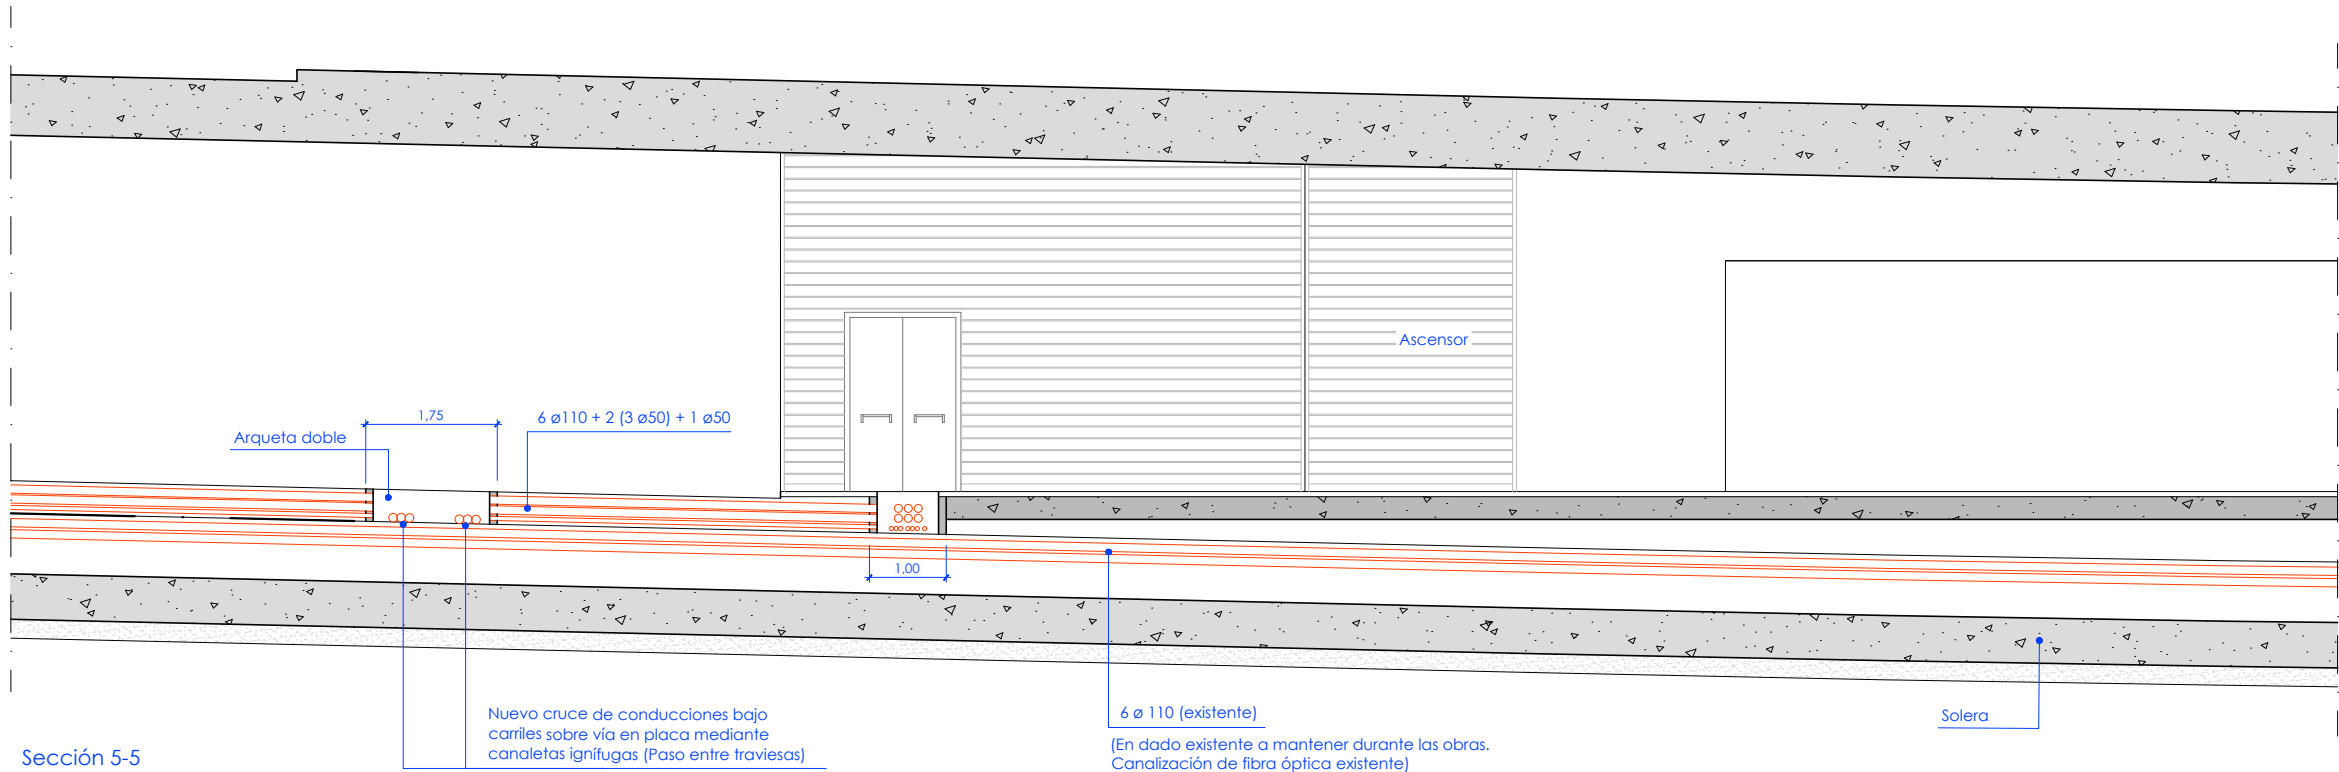 Ascensor
1,75
6 ø110 + 2 (3 ø50) + 1 ø50
Arqueta doble
1,00
Nuevo cruce de conducciones bajo
carriles sobre vía en placa mediante
canaletas ignífugas (Paso entre traviesas)
6 ø 110 (existente)
(En dado existente a mantener durante las obras.
Canalización de fibra óptica existente)
Solera
Sección 5-5